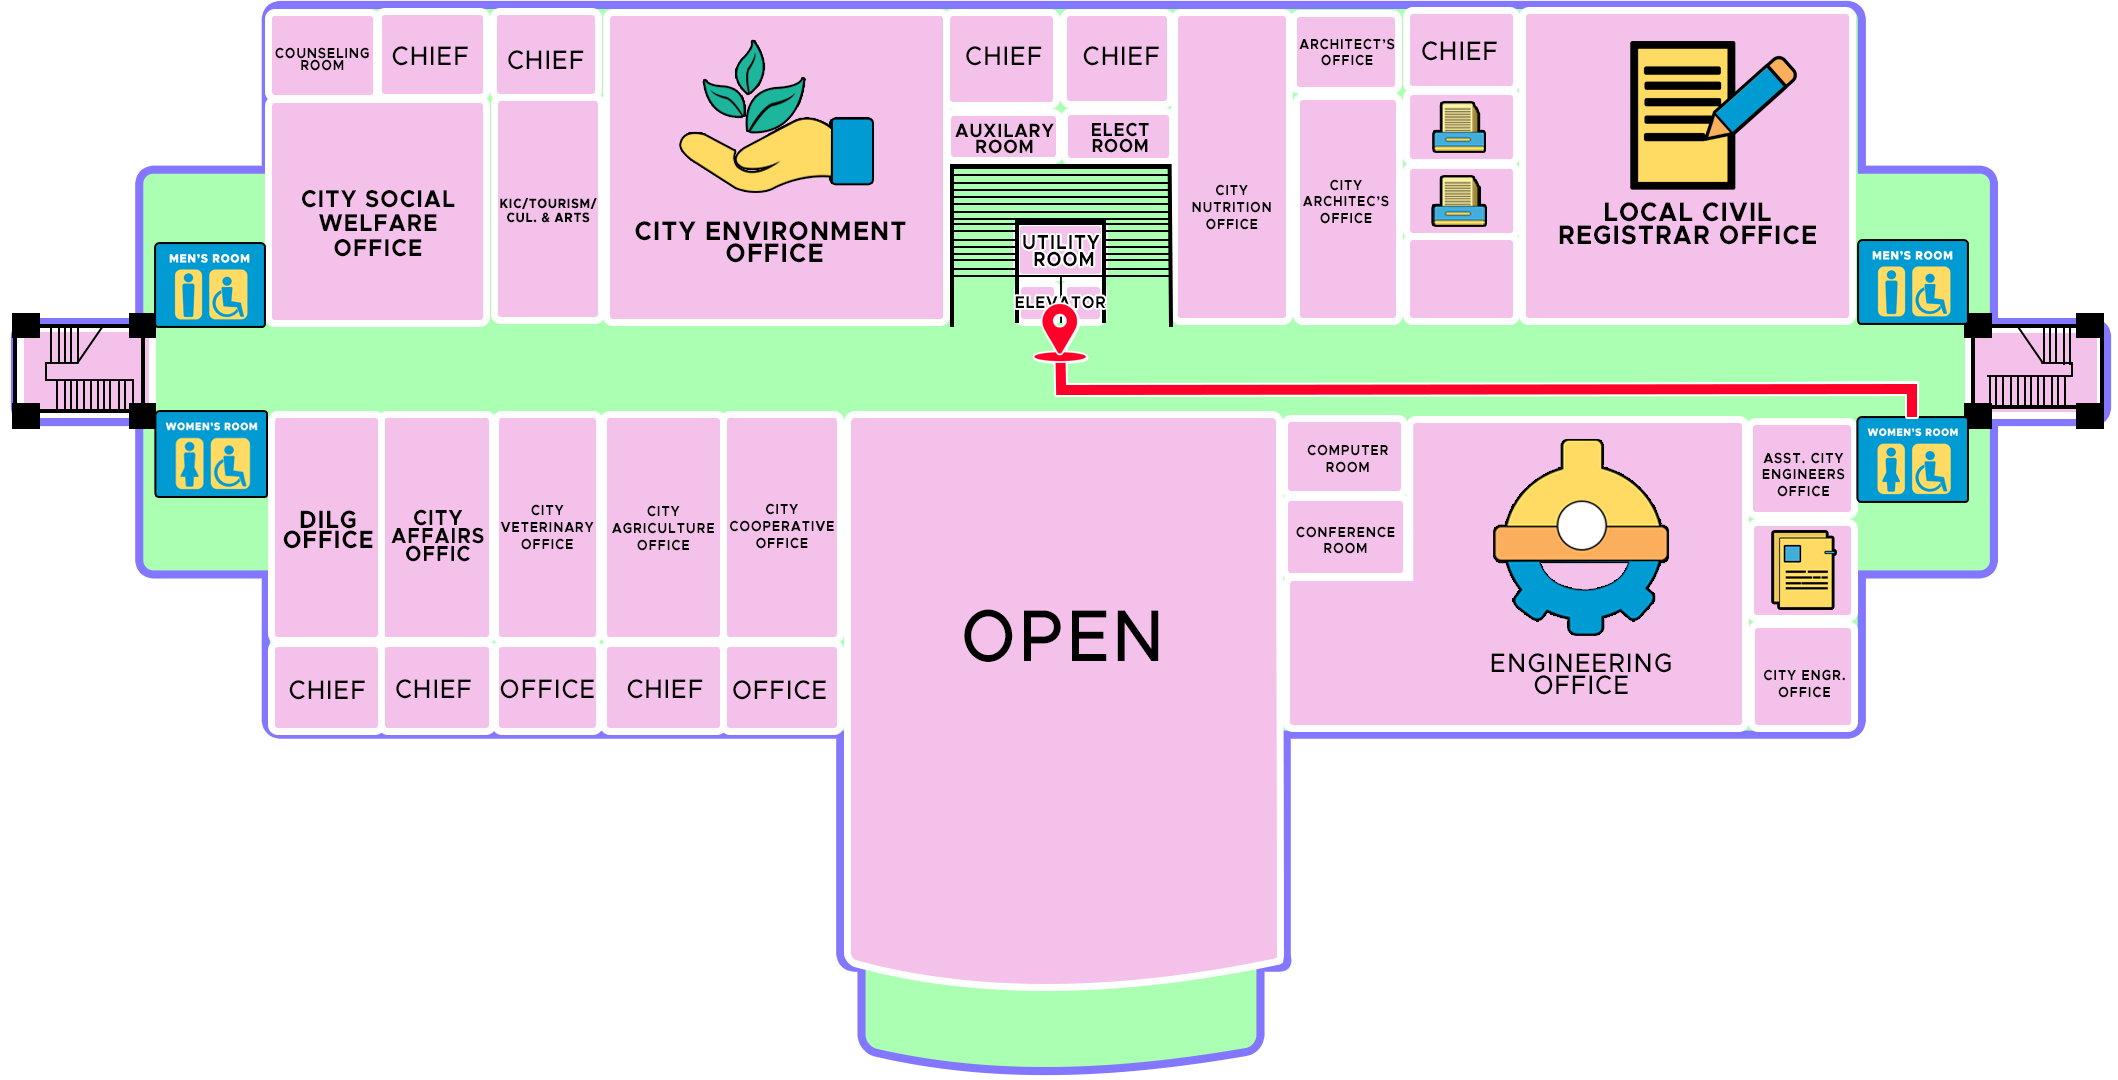 COUNSELING
ROOM
CHIEF
CHIEF
CITY SOCIAL
WELFARE
OFFICE
KIC/TOURISM/
CUL. & ARTS
CITY ENVIRONMENT
OFFICE
CHIEF
CHIEF
AUXILARY
ROOM
ELECT
ROOM
UTILITY
ROOM
ELEVATOR
CITY
NUTRITION
OFFICE
ARCHITECT'S
OFFICE
CITY
ARCHITEC'S
OFFICE
CHIEF
LOCAL CIVIL
REGISTRAR OFFICE
MEN'S ROOM
MEN'S ROOM
WOMEN'S ROOM
WOMEN'S ROOM
DILG
OFFICE
CITY
AFFAIRS
OFFIC
CITY
VETERINARY
OFFICE
CITY
AGRICULTURE
OFFICE
CITY
COOPERATIVE
OFFICE
CHIEF
CHIEF
OFFICE
CHIEF
OFFICE
OPEN
COMPUTER
ROOM
CONFERENCE
ROOM
ENGINEERING
OFFICE
ASST. CITY
ENGINEERS
OFFICE
CITY ENGR.
OFFICE